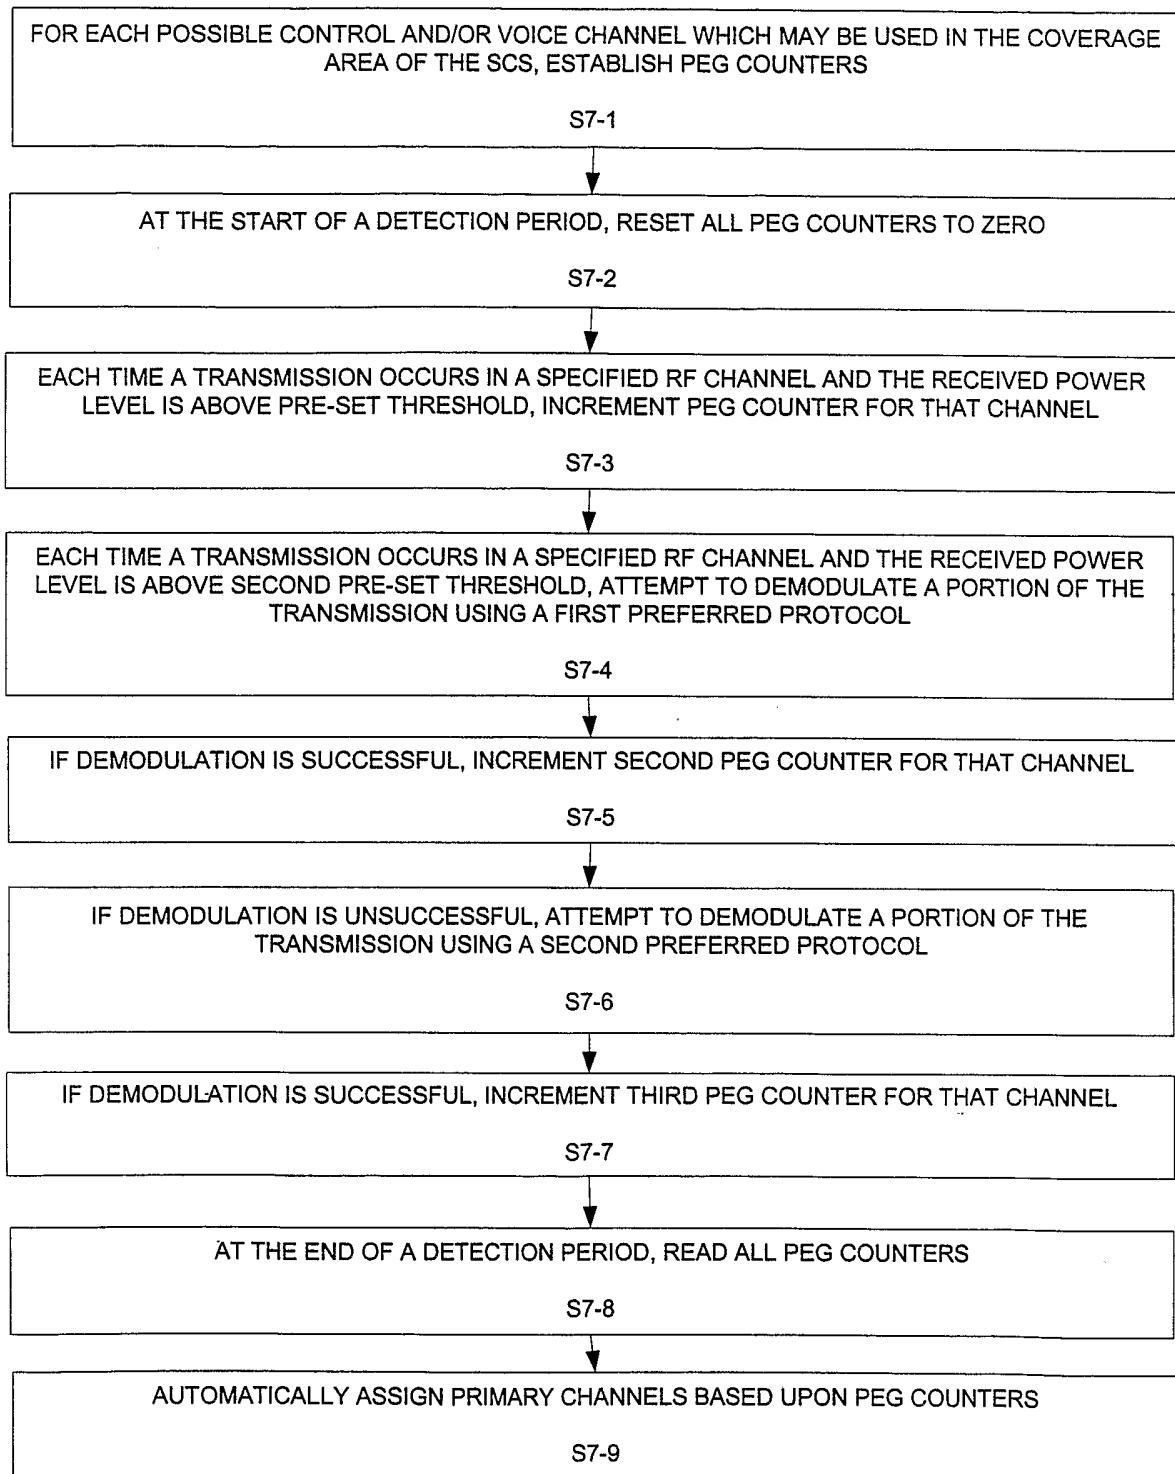 FOR EACH POSSIBLE CONTROL AND/OR VOICE CHANNEL WHICH MAY BE USED IN THE COVERAGE
AREA OF THE SCS, ESTABLISH PEG COUNTERS
S7-1
AT THE START OF A DETECTION PERIOD, RESET ALL PEG COUNTERS TO ZERO
S7-2
EACH TIME A TRANSMISSION OCCURS IN A SPECIFIED RF CHANNEL AND THE RECEIVED POWER
LEVEL IS ABOVE PRE-SET THRESHOLD, INCREMENT PEG COUNTER FOR THAT CHANNEL
S7-3
EACH TIME A TRANSMISSION OCCURS IN A SPECIFIED RF CHANNEL AND THE RECEIVED POWER
LEVEL IS ABOVE SECOND PRE-SET THRESHOLD, ATTEMPT TO DEMODULATE A PORTION OF THE
TRANSMISSION USING A FIRST PREFERRED PROTOCOL
S7-4
IF DEMODULATION IS SUCCESSFUL, INCREMENT SECOND PEG COUNTER FOR THAT CHANNEL
S7-5
IF DEMODULATION IS UNSUCCESSFUL, ATTEMPT TO DEMODULATE A PORTION OF THE
TRANSMISSION USING A SECOND PREFERRED PROTOCOL
S7-6
IF DEMODULATION IS SUCCESSFUL, INCREMENT THIRD PEG COUNTER FOR THAT CHANNEL
S7-7
AT THE END OF A DETECTION PERIOD, READ ALL PEG COUNTERS
S7-8
AUTOMATICALLY ASSIGN PRIMARY CHANNELS BASED UPON PEG COUNTERS
S7-9